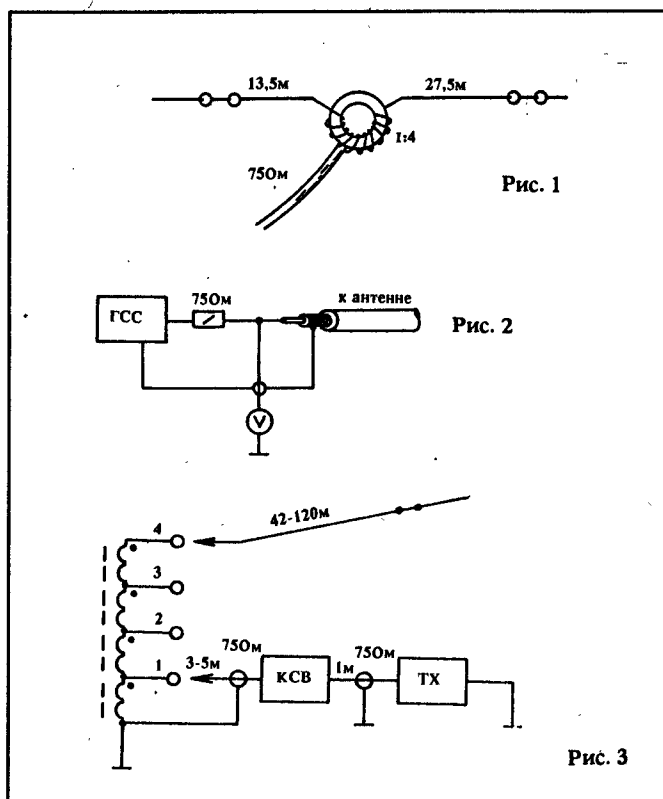 13,5м
27,5м
1:4
75Ом
Рис. 1
ГСС
75Ом
к антенне
Рис. 2
V
42-120м
4
3
2
1
3-5м
75Ом
КСВ
1м
75Ом
ТХ
Рис. 3